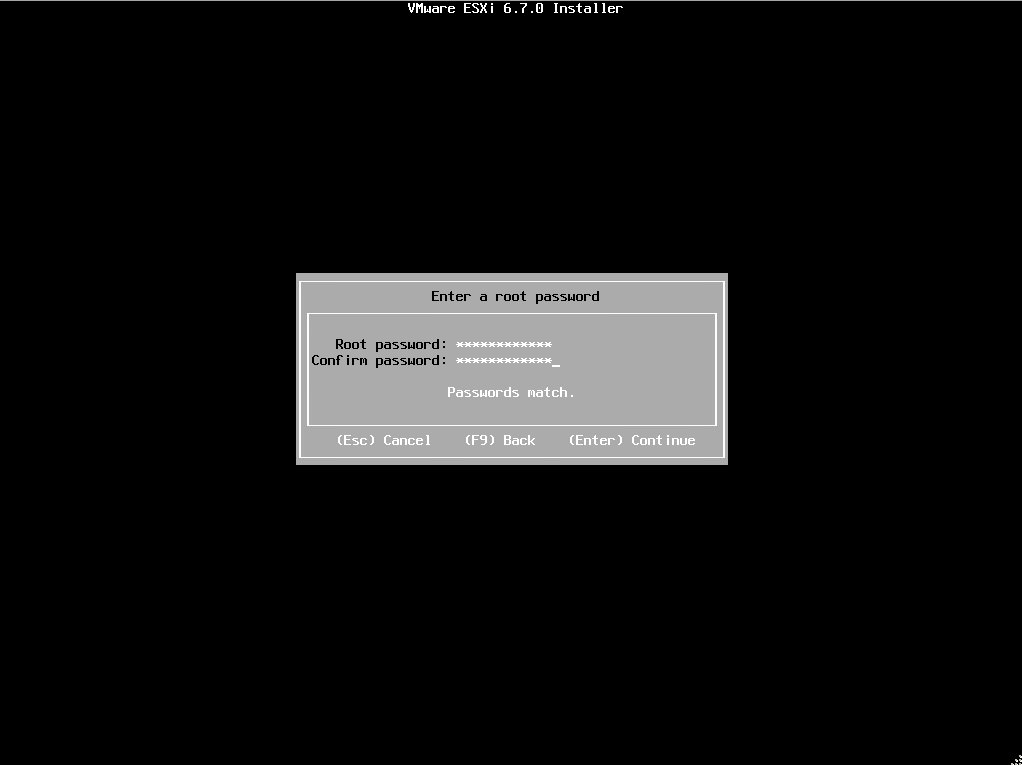 VMware ESXi 6.7.0 Installer
Enter a root password
Root password: ************
Confirm password: ************_
Passwords match.
(Esc) Cancel (F9) Back (Enter) Continue